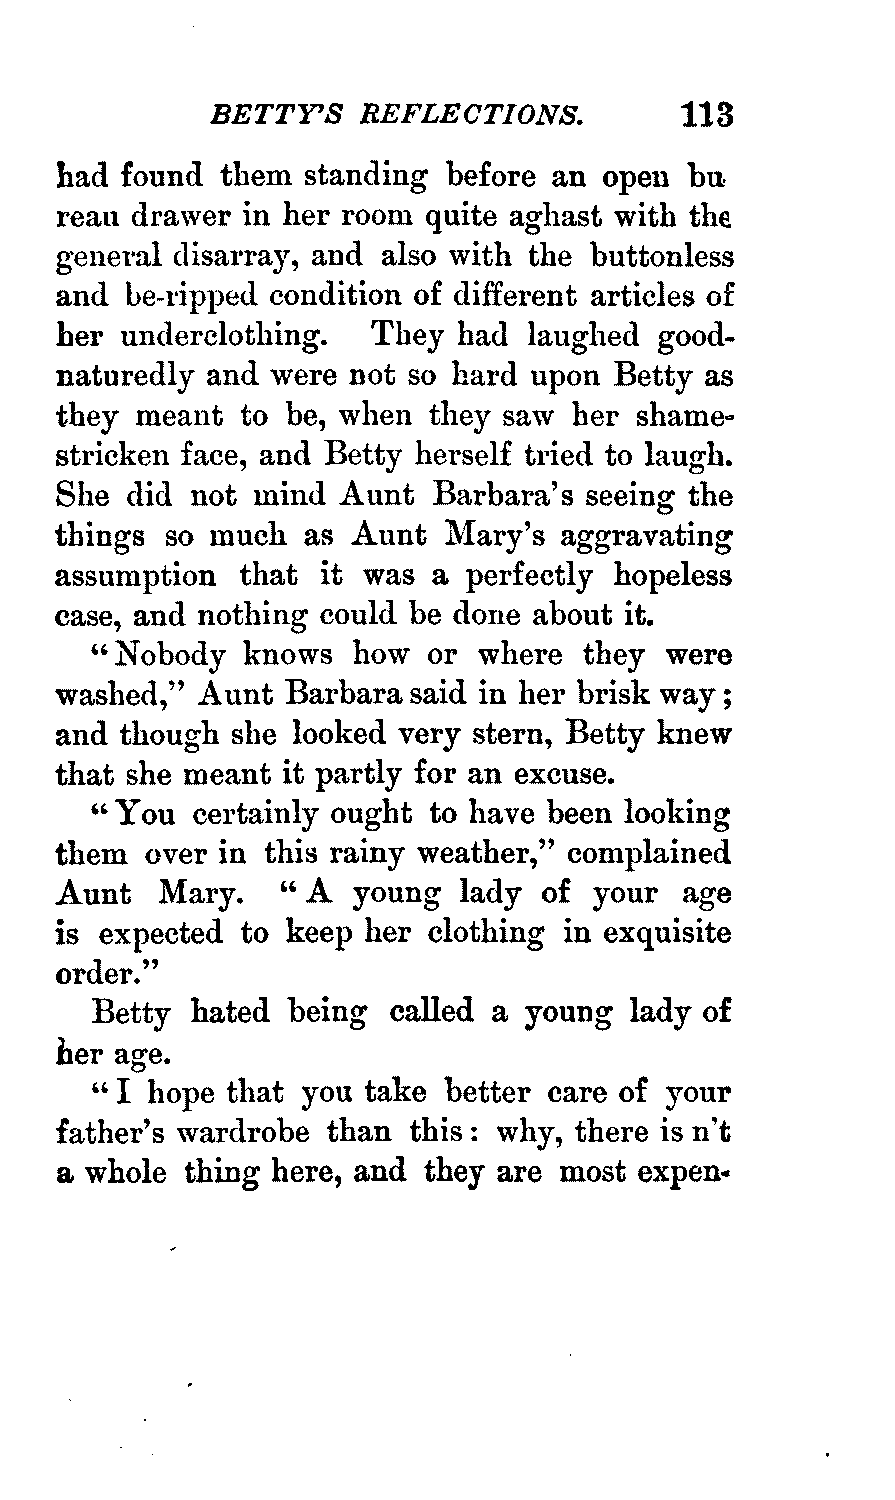 BETTY'S REFLECTIONS. 113
had found them standing before an open bu-
reau drawer in her room quite aghast with the
general disarray, and also with the buttonless
and be-ripped condition of different articles of
her underclothing. They had laughed good-
naturedly and were not so hard upon Betty as
they meant to be, when they saw her shame-
stricken face, and Betty herself tried to laugh.
She did not mind Aunt Barbara's seeing the
things so much as Aunt Mary's aggravating
assumption that it was a perfectly hopeless
case, and nothing could be done about it.
"Nobody knows how or where they were
washed," Aunt Barbara said in her brisk way;
and though she looked very stern, Betty knew
that she meant it partly for an excuse.
"You certainly ought to have been looking
them over in this rainy weather," complained
Aunt Mary. "A young lady of your age
is expected to keep her clothing in exquisite
order."
Betty hated being called a young lady of
her age.
"I hope that you take better care of your
father's wardrobe than this: why, there is n't
a whole thing here, and they are most expen-